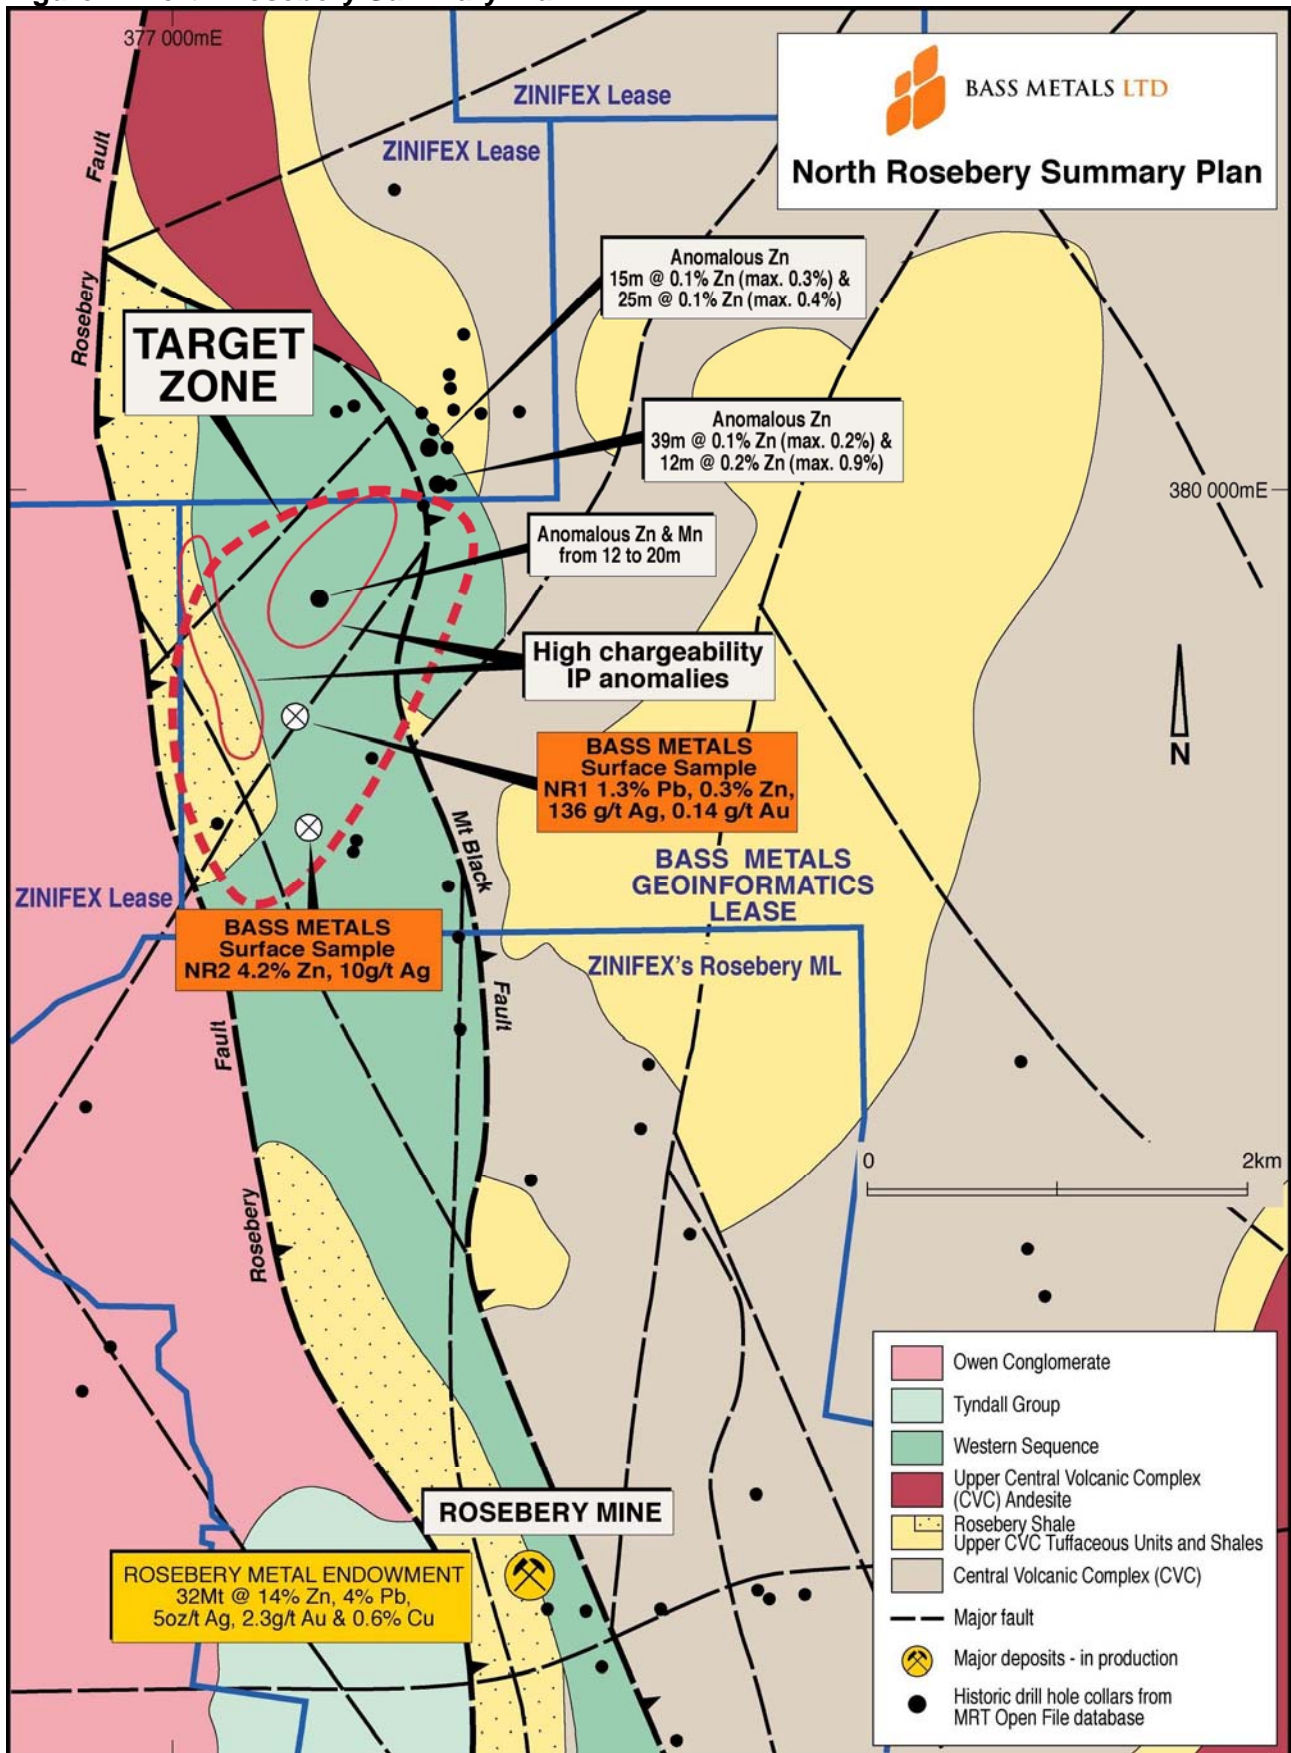 377 000mE
BASS METALS LTD
North Rosebery Summary Plan
ZINIFEX Lease
ZINIFEX Lease
Fault
Rosebery
Anomalous Zn
15m @ 0.1% Zn (max. 0.3%) &
25m @ 0.1% Zn (max. 0.4%)
TARGET
ZONE
Anomalous Zn
39m @ 0.1% Zn (max. 0.2%) &
12m @ 0.2% Zn (max. 0.9%)
380 000mE
Anomalous Zn & Mn
from 12 to 20m
High chargeability
IP anomalies
N
BASS METALS
Surface Sample
NR1 1.3% Pb, 0.3% Zn,
136 g/t Ag, 0.14 g/t Au
Mt Black
Fault
BASS METALS
GEOINFORMATICS
LEASE
ZINIFEX Lease
BASS METALS
Surface Sample
NR2 4.2% Zn, 10g/t Ag
ZINIFEX's Rosebery ML
Fault
Rosebery
0 2km
ROSEBERY MINE
ROSEBERY METAL ENDOWMENT
32Mt @ 14% Zn, 4% Pb,
5oz/t Ag, 2.3g/t Au & 0.6% Cu
Owen Conglomerate
Tyndall Group
Western Sequence
Upper Central Volcanic Complex
(CVC) Andesite
Rosebery Shale
Upper CVC Tuffaceous Units and Shales
Central Volcanic Complex (CVC)
Major fault
Major deposits - in production
Historic drill hole collars from
MRT Open File database